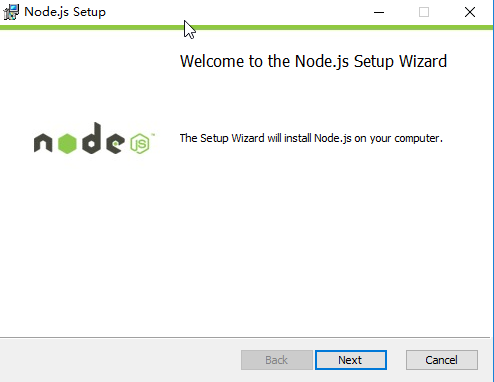 Node.js Setup
Welcome to the Node.js Setup Wizard
node
JS
™
The Setup Wizard will install Node.js on your computer.
Back
Next
Cancel